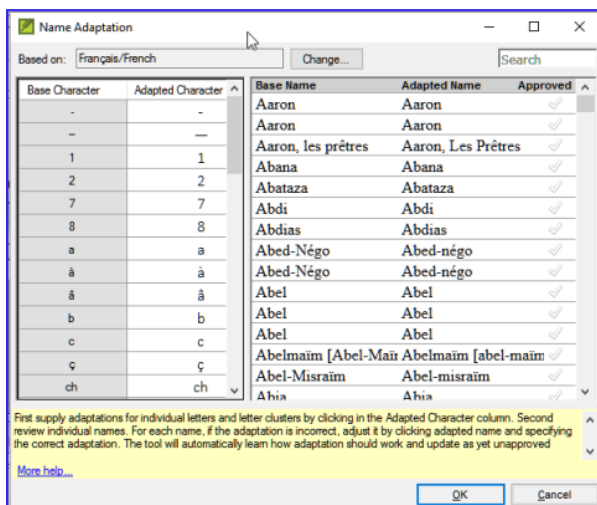 Name Adaptation
Based on: Français/French Change... Search
Base Character Adapted Character
- -
– —
1 1
2 2
7 7
8 8
a a
à à
â â
b b
c c
ç ç
ch ch
Base Name Adapted Name Approved
Aaron Aaron
Aaron Aaron
Aaron, les prêtres Aaron, Les Prêtres
Abana Abana
Abataza Abataza
Abdi Abdi
Abdias Abdias
Abed-Négo Abed-négo
Abed-Négo Abed-négo
Abel Abel
Abel Abel
Abel Abel
Abelmaïm [Abel-Maïm Abelmaïm [abel-maïm
Abel-Misraïm Abel-misraïm
Abia Abia
First supply adaptations for individual letters and letter clusters by clicking in the Adapted Character column. Second
review individual names. For each name, if the adaptation is incorrect, adjust it by clicking adapted name and specifying
the correct adaptation. The tool will automatically learn how adaptation should work and update as yet unapproved
More help...
OK Cancel